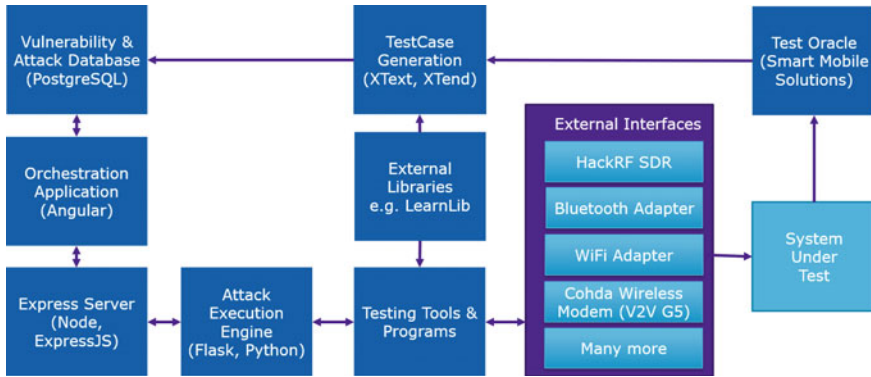 Vulnerability &
Attack Database
(PostgreSQL)
TestCase
Generation
(XText, XTend)
Test Oracle
(Smart Mobile
Solutions)
External Interfaces
HackRF SDR
Bluetooth Adapter
WiFi Adapter
Cohda Wireless
Modem (V2V G5)
Many more
Orchestration
Application
(Angular)
External
Libraries
e.g. LearnLib
System
Under
Test
Express Server
(Node,
ExpressJS)
Attack
Execution
Engine
(Flask, Python)
Testing Tools &
Programs